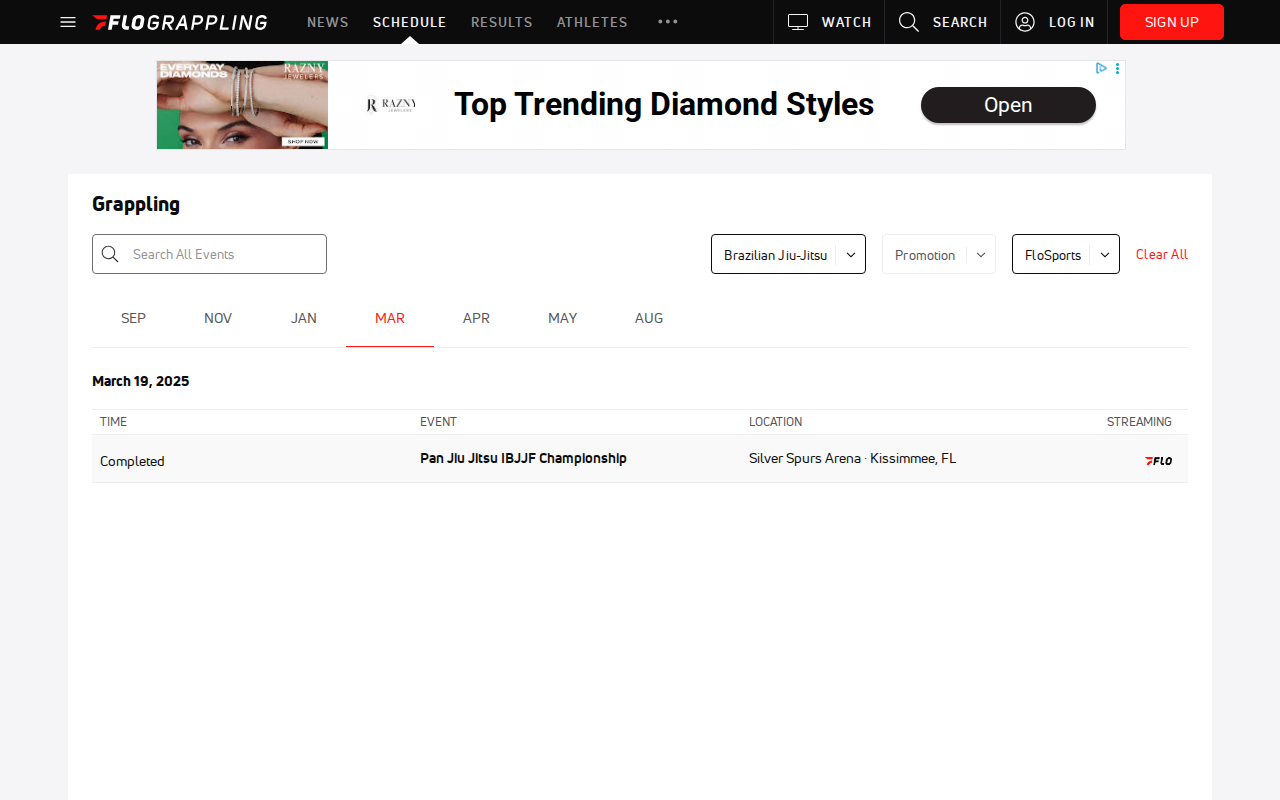 FLOGRAPPLING NEWS SCHEDULE RESULTS ATHLETES WATCH SEARCH LOG IN SIGN UP
EVERYDAY DIAMONDS
RAZNY JEWELERS
SHOP NOW
RAZNY JEWELERS
Top Trending Diamond Styles
Open
Grappling
Search All Events
Brazilian Jiu-Jitsu
Promotion
FloSports
Clear All
SEP NOV JAN MAR APR MAY AUG
March 19, 2025
TIME EVENT LOCATION STREAMING
Completed Pan Jiu Jitsu IBJJF Championship Silver Spurs Arena · Kissimmee, FL FLO